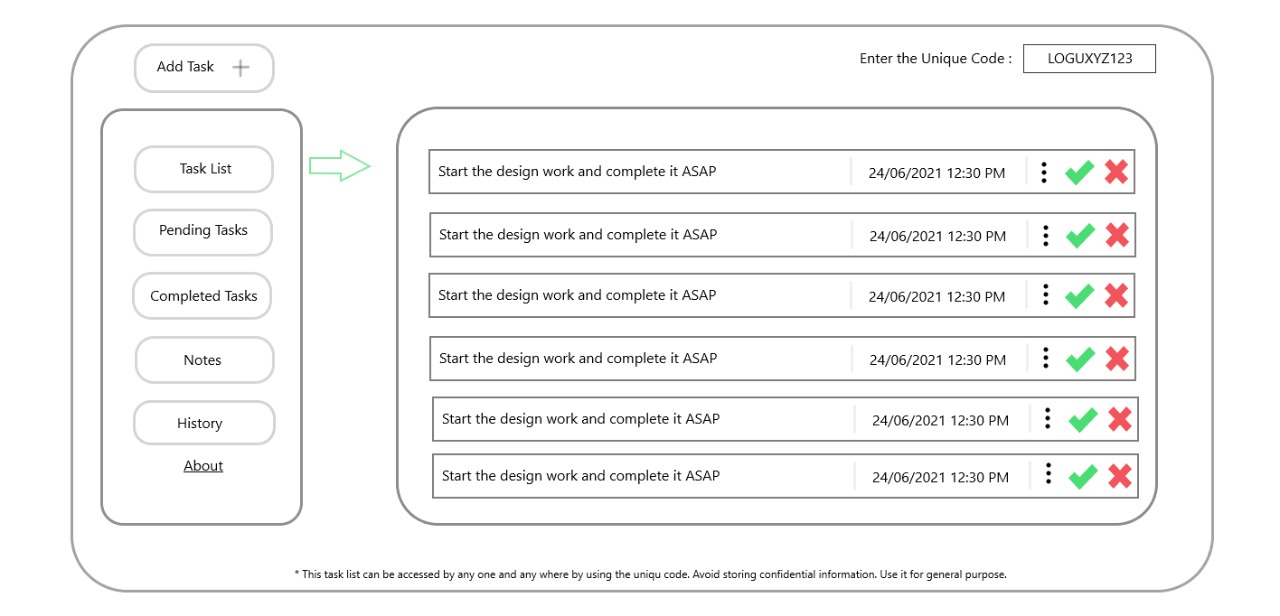 Add Task
Enter the Unique Code : LOGUXYZ123
Task List
Pending Tasks
Completed Tasks
Notes
History
About
Start the design work and complete it ASAP 24/06/2021 12:30 PM
Start the design work and complete it ASAP 24/06/2021 12:30 PM
Start the design work and complete it ASAP 24/06/2021 12:30 PM
Start the design work and complete it ASAP 24/06/2021 12:30 PM
Start the design work and complete it ASAP 24/06/2021 12:30 PM
Start the design work and complete it ASAP 24/06/2021 12:30 PM
* This task list can be accessed by any one and any where by using the uniqu code. Avoid storing confidential information. Use it for general purpose.